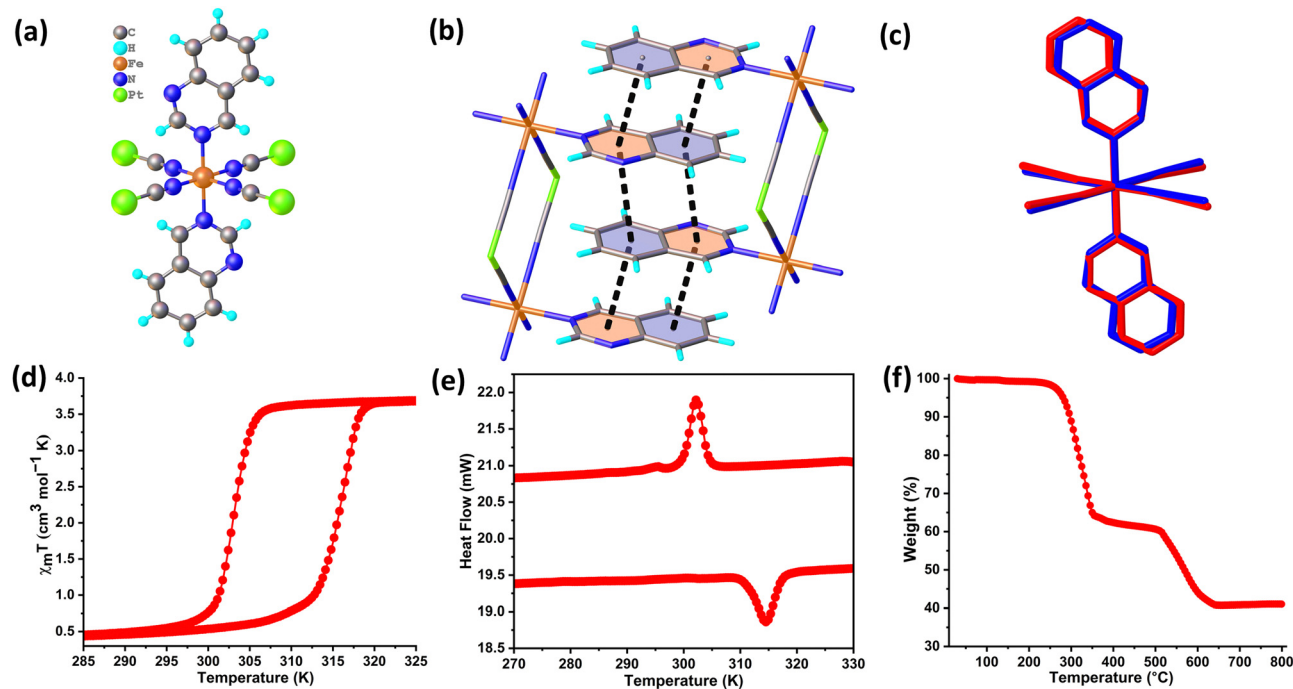 (a)
C
H
Fe
N
Pt
(b)
(c)
(d)
4.0
3.5
3.0
2.5
2.0
1.5
1.0
0.5
χmT (cm³ mol⁻¹ K)
285 290 295 300 305 310 315 320 325
Temperature (K)
(e)
22.0
21.5
21.0
20.5
20.0
19.5
19.0
18.5
Heat Flow (mW)
270 280 290 300 310 320 330
Temperature (K)
(f)
100
90
80
70
60
50
40
30
Weight (%)
100 200 300 400 500 600 700 800
Temperature (°C)